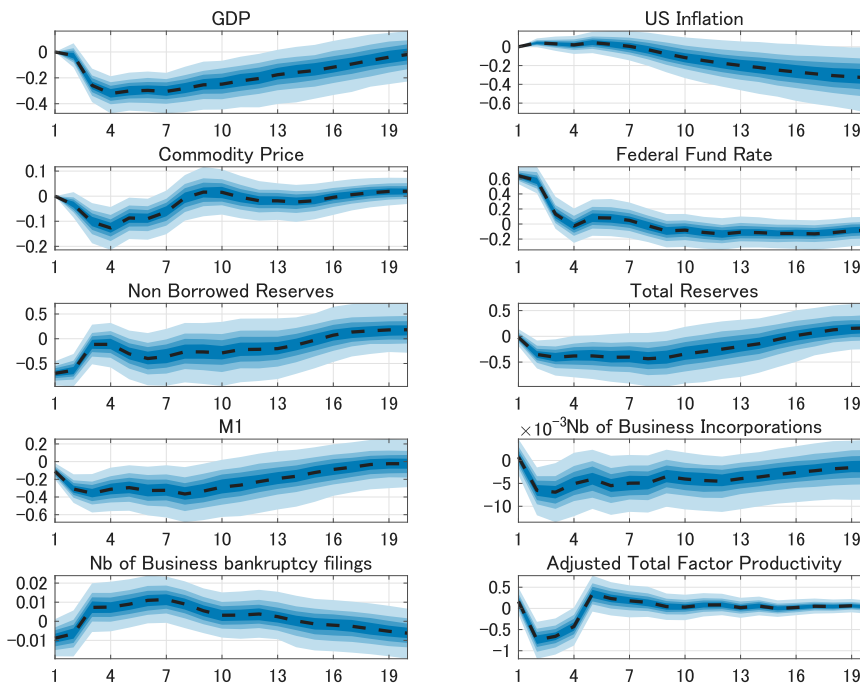 GDP
0
-0.2
-0.4
1 4 7 10 13 16 19
US Inflation
0
-0.2
-0.4
-0.6
1 4 7 10 13 16 19
Commodity Price
0.1
0
-0.1
-0.2
1 4 7 10 13 16 19
Federal Fund Rate
0.6
0.4
0.2
0
-0.2
1 4 7 10 13 16 19
Non Borrowed Reserves
0.5
0
-0.5
1 4 7 10 13 16 19
Total Reserves
0.5
0
-0.5
1 4 7 10 13 16 19
M1
0.2
0
-0.2
-0.4
-0.6
1 4 7 10 13 16 19
×10⁻³Nb of Business Incorporations
0
-5
-10
1 4 7 10 13 16 19
Nb of Business bankruptcy filings
0.02
0.01
0
-0.01
1 4 7 10 13 16 19
Adjusted Total Factor Productivity
0.5
0
-0.5
-1
1 4 7 10 13 16 19